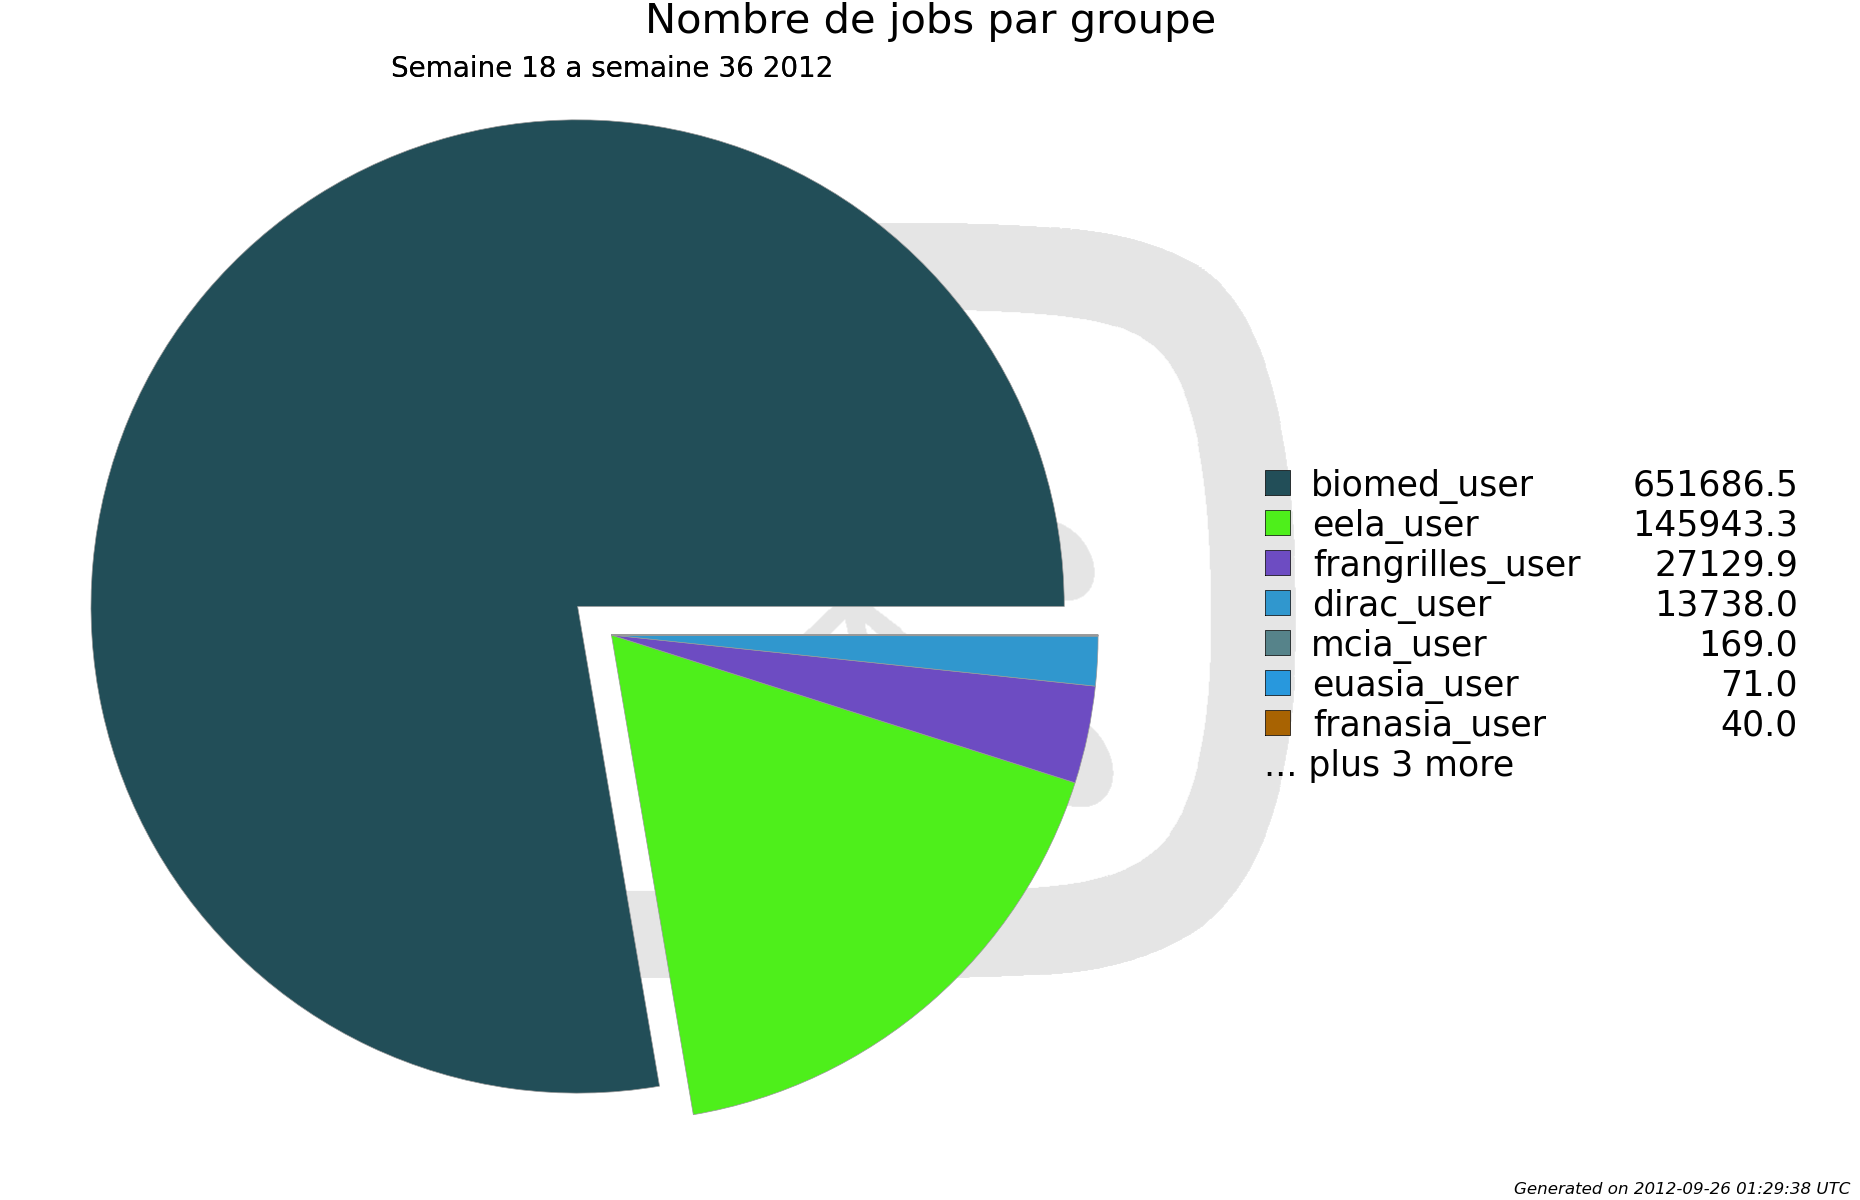 Nombre de jobs par groupe
Semaine 18 a semaine 36 2012
biomed_user 651686.5
eela_user 145943.3
frangrilles_user 27129.9
dirac_user 13738.0
mcia_user 169.0
euasia_user 71.0
franasia_user 40.0
... plus 3 more
Generated on 2012-09-26 01:29:38 UTC